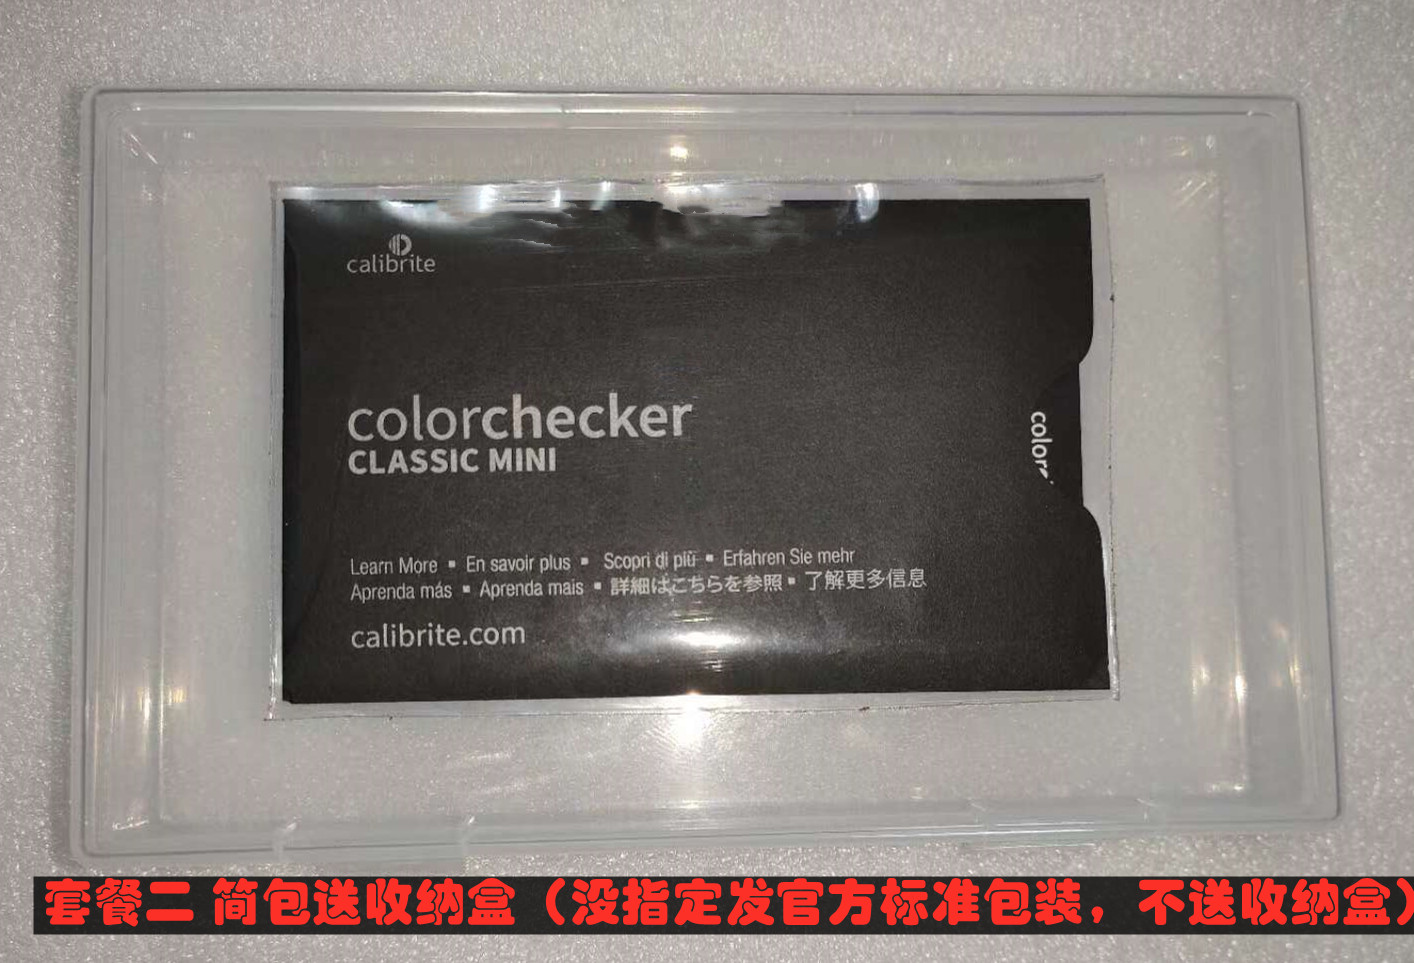 calibrite
colorchecker
CLASSIC MINI
color
Learn More ▪ En savoir plus ▪ Scopri di più ▪ Erfahren Sie mehr
Aprenda más ▪ Aprenda mais ▪ 詳細はこちらを参照 ▪ 了解更多信息
calibrite.com
套餐二 简包送收纳盒（没指定发官方标准包装，不送收纳盒）